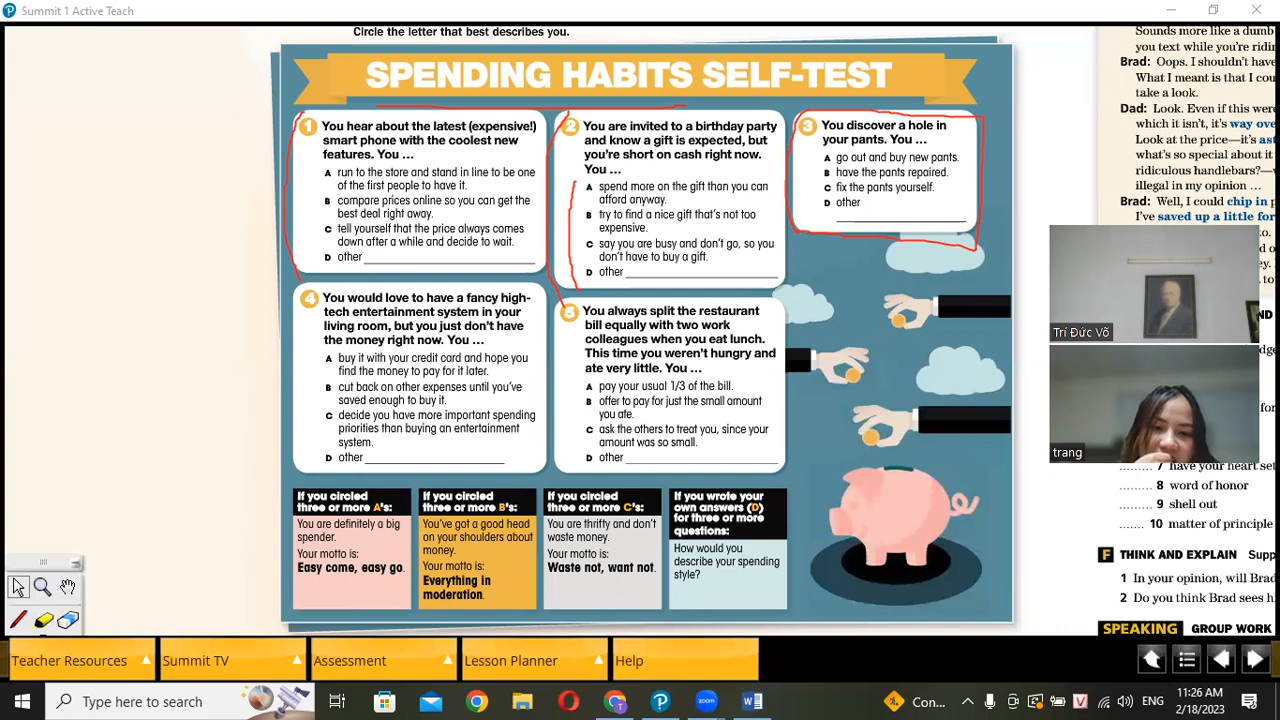 Summit 1 Active Teach
Circle the letter that best describes you.
SPENDING HABITS SELF-TEST
1 You hear about the latest (expensive!)
smart phone with the coolest new
features. You ...
A run to the store and stand in line to be one
of the first people to have it.
B compare prices online so you can get the
best deal right away.
C tell yourself that the price always comes
down after a while and decide to wait.
D other
2 You are invited to a birthday party
and know a gift is expected, but
you're short on cash right now.
You ...
A spend more on the gift than you can
afford anyway.
B try to find a nice gift that's not too
expensive.
C say you are busy and don't go, so you
don't have to buy a gift.
D other
3 You discover a hole in
your pants. You ...
A go out and buy new pants.
B have the pants repaired.
C fix the pants yourself.
D other
4 You would love to have a fancy high-
tech entertainment system in your
living room, but you just don't have
the money right now. You ...
A buy it with your credit card and hope you
find the money to pay for it later.
B cut back on other expenses until you've
saved enough to buy it.
C decide you have more important spending
priorities than buying an entertainment
system.
D other
5 You always split the restaurant
bill equally with two work
colleagues when you eat lunch.
This time you weren't hungry and
ate very little. You ...
A pay your usual 1/3 of the bill.
B offer to pay for just the small amount
you ate.
C ask the others to treat you, since your
amount was so small.
D other
If you circled
three or more A's:
You are definitely a big
spender.
Your motto is:
Easy come, easy go.
If you circled
three or more B's:
You've got a good head
on your shoulders about
money.
Your motto is:
Everything in
moderation.
If you circled
three or more C's:
You are thrifty and don't
waste money.
Your motto is:
Waste not, want not.
If you wrote your
own answers (D)
for three or more
questions:
How would you
describe your spending
style?
Sounds more like a dumb
you text while you're ridi
Brad: Oops. I shouldn't have
What I meant is that I cou
take a look.
Dad: Look. Even if this were
which it isn't, it's way over
Look at the price—it's ast
what's so special about it
ridiculous handlebars?—v
illegal in my opinion ...
Brad: Well, I could chip in p
I've saved up a little for
Trí Đức Võ
trang
7 have your heart set
8 word of honor
9 shell out
10 matter of principle
F THINK AND EXPLAIN Supp
1 In your opinion, will Brad
2 Do you think Brad sees h
SPEAKING GROUP WORK
Teacher Resources
Summit TV
Assessment
Lesson Planner
Help
Type here to search
Con...
V
ENG
11:26 AM
2/18/2023